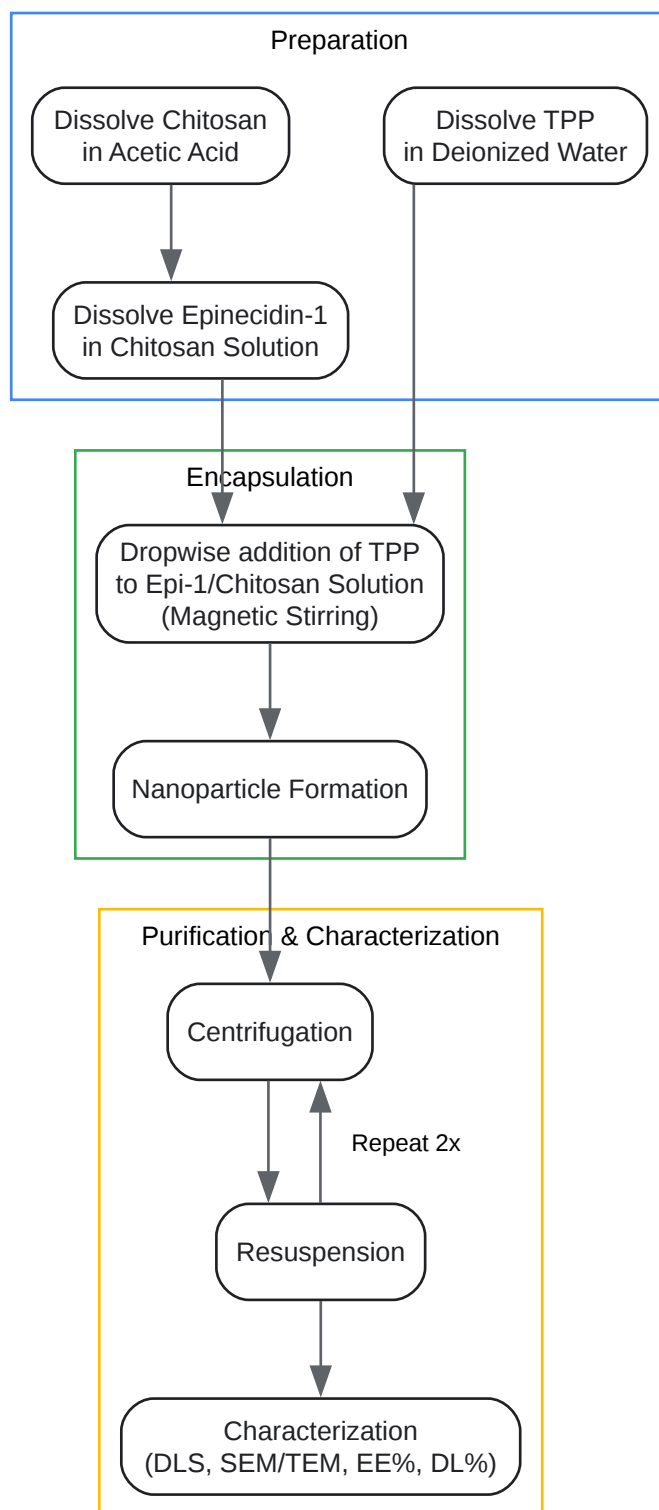 Preparation
Dissolve Chitosan
in Acetic Acid
Dissolve TPP
in Deionized Water
Dissolve Epinecidin-1
in Chitosan Solution
Encapsulation
Dropwise addition of TPP
to Epi-1/Chitosan Solution
(Magnetic Stirring)
Nanoparticle Formation
Purification & Characterization
Centrifugation
Repeat 2x
Resuspension
Characterization
(DLS, SEM/TEM, EE%, DL%)